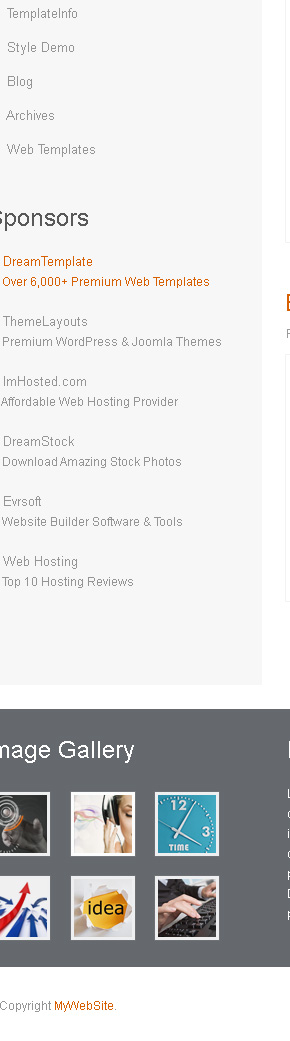 TemplateInfo
Style Demo
Blog
Archives
Web Templates
Sponsors
DreamTemplate
Over 6,000+ Premium Web Templates
ThemeLayouts
Premium WordPress & Joomla Themes
ImHosted.com
Affordable Web Hosting Provider
DreamStock
Download Amazing Stock Photos
Evrsoft
Website Builder Software & Tools
Web Hosting
Top 10 Hosting Reviews
mage Gallery
12
3
TIME
idea
Copyright MyWebSite.